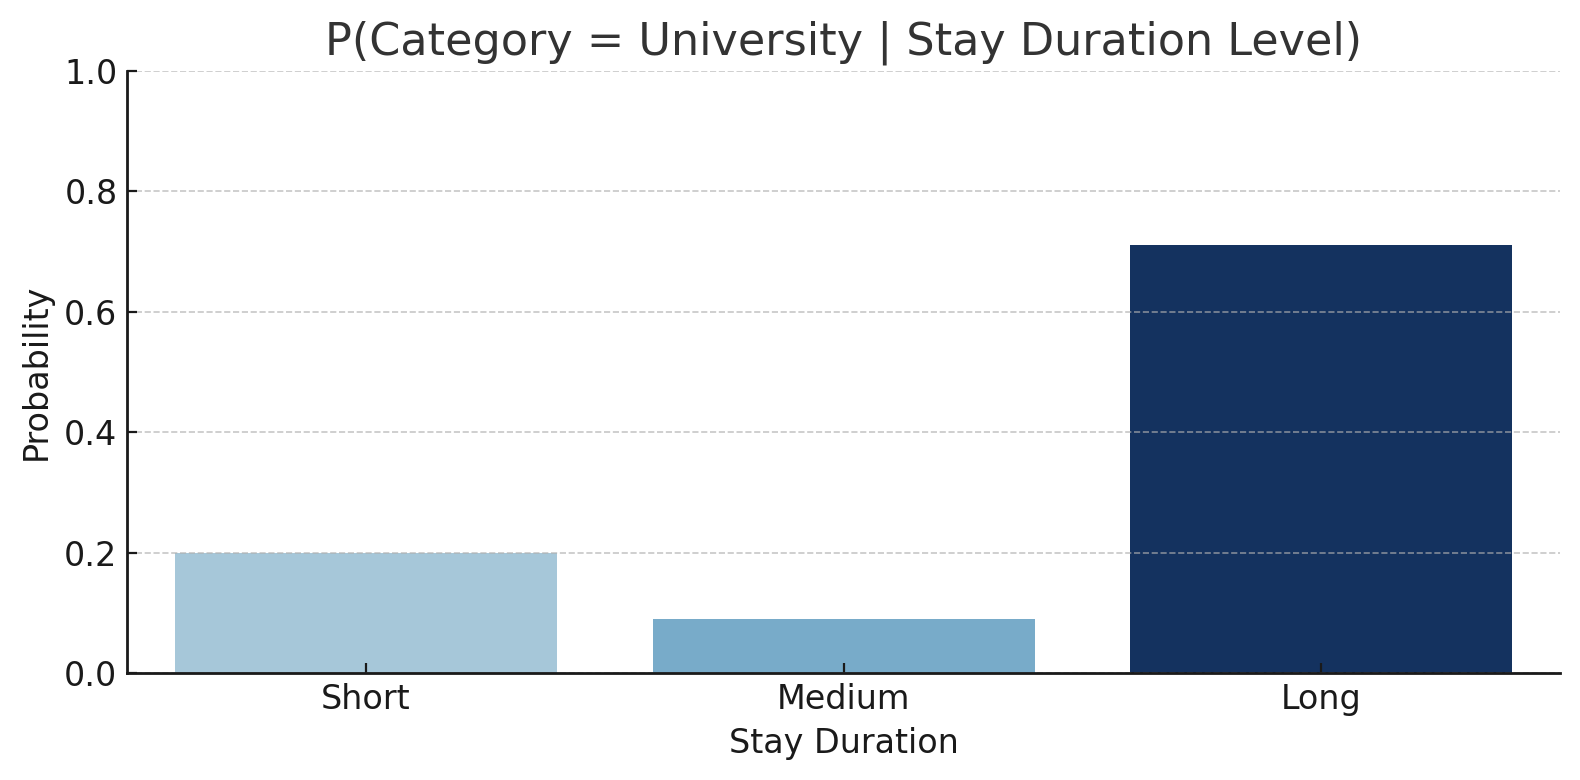 P(Category = University | Stay Duration Level)
1.0
0.8
0.6
0.4
0.2
0.0
Probability
Short Medium Long
Stay Duration